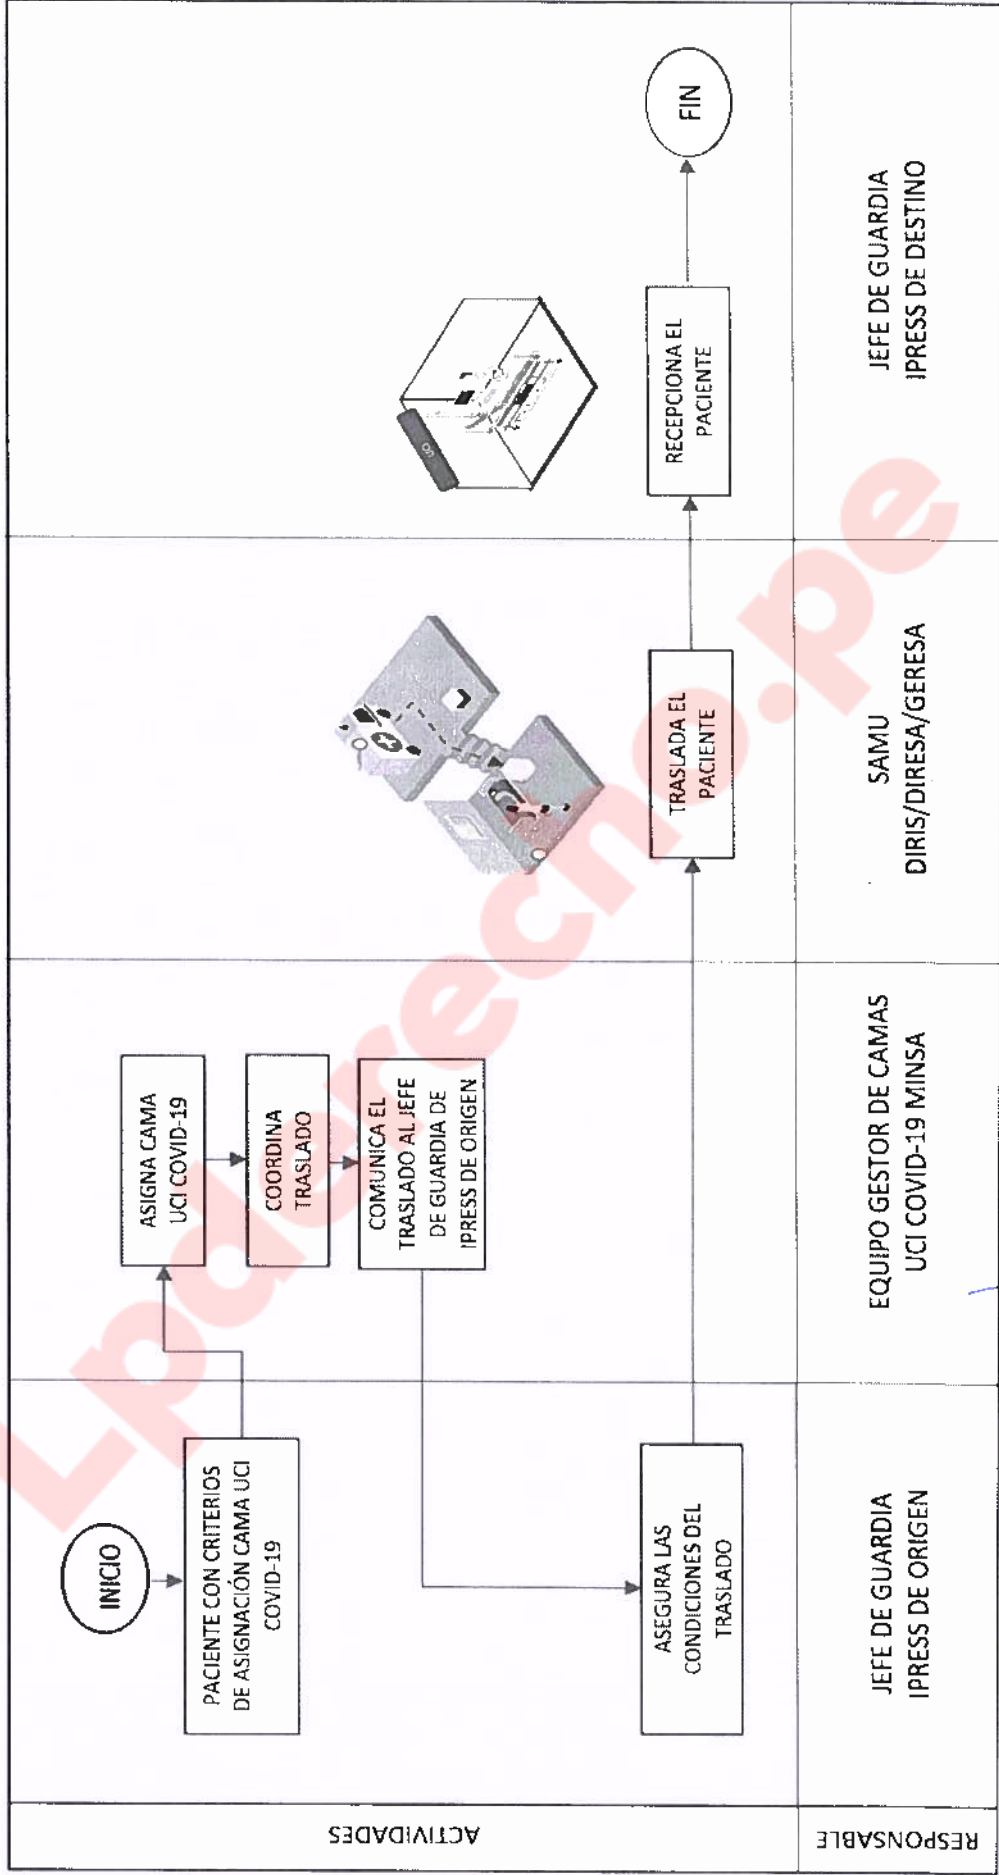 ACTIVIDADES
INICIO
PACIENTE CON CRITERIOS
DE ASIGNACIÓN CAMA UCI
COVID-19
ASIGNA CAMA
UCI COVID-19
COORDINA
TRASLADO
COMUNICA EL
TRASLADO AL JEFE
DE GUARDIA DE
IPRESS DE ORIGEN
ASEGURA LAS
CONDICIONES DEL
TRASLADO
TRASLADA EL
PACIENTE
RECEPCIONA EL
PACIENTE
FIN
RESPONSABLE
JEFE DE GUARDIA
IPRESS DE ORIGEN
EQUIPO GESTOR DE CAMAS
UCI COVID-19 MINSA
SAMU
DIRIS/DIRESA/GERESA
JEFE DE GUARDIA
IPRESS DE DESTINO
Lpderecho.pe